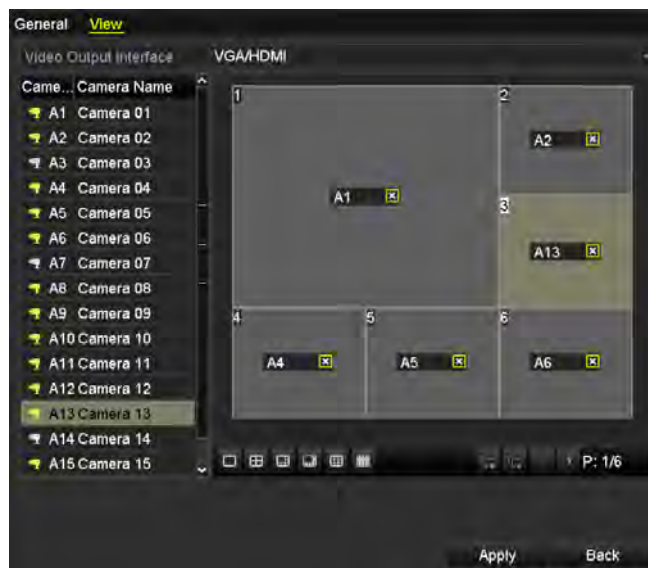 General View
Video Output Interface VGA/HDMI
Came... Camera Name
A1 Camera 01
A2 Camera 02
A3 Camera 03
A4 Camera 04
A5 Camera 05
A6 Camera 06
A7 Camera 07
A8 Camera 08
A9 Camera 09
A10 Camera 10
A11 Camera 11
A12 Camera 12
A13 Camera 13
A14 Camera 14
A15 Camera 15
1
A1
2
A2
3
A13
4
A4
5
A5
6
A6
P: 1/6
Apply Back